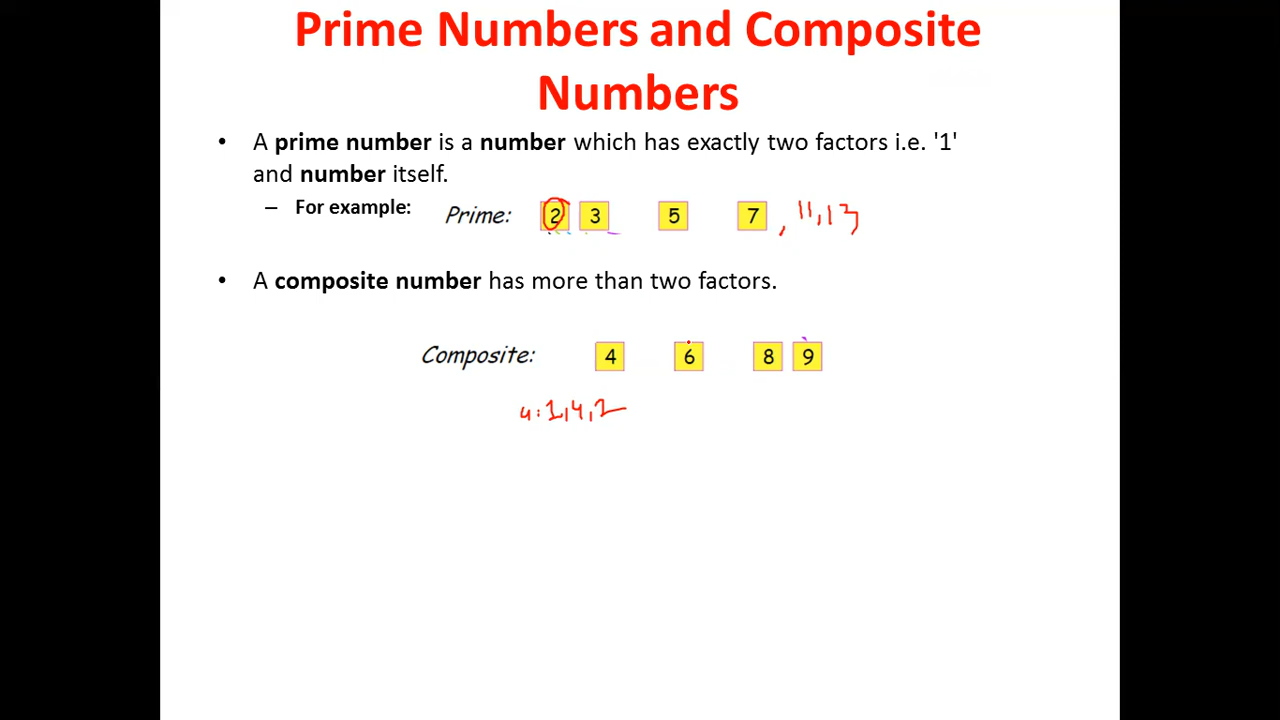 Prime Numbers and Composite
Numbers
• A prime number is a number which has exactly two factors i.e. '1'
and number itself.
– For example: Prime: 2 3 5 7 , 11, 13
• A composite number has more than two factors.
Composite: 4 6 8 9
4: 1, 4, 2